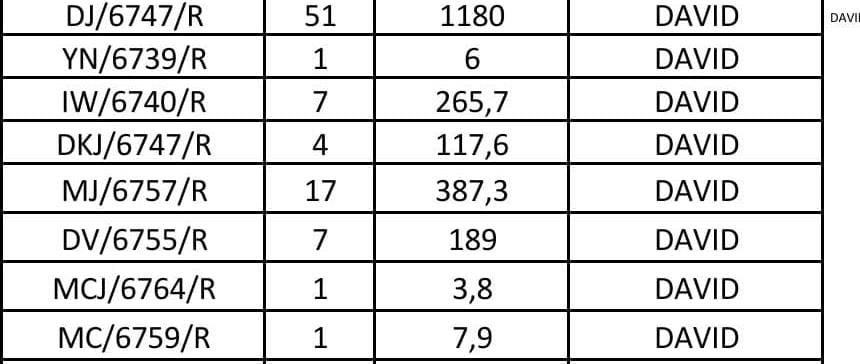 DJ/6747/R 51 1180 DAVID
YN/6739/R 1 6 DAVID
IW/6740/R 7 265,7 DAVID
DKJ/6747/R 4 117,6 DAVID
MJ/6757/R 17 387,3 DAVID
DV/6755/R 7 189 DAVID
MCJ/6764/R 1 3,8 DAVID
MC/6759/R 1 7,9 DAVID